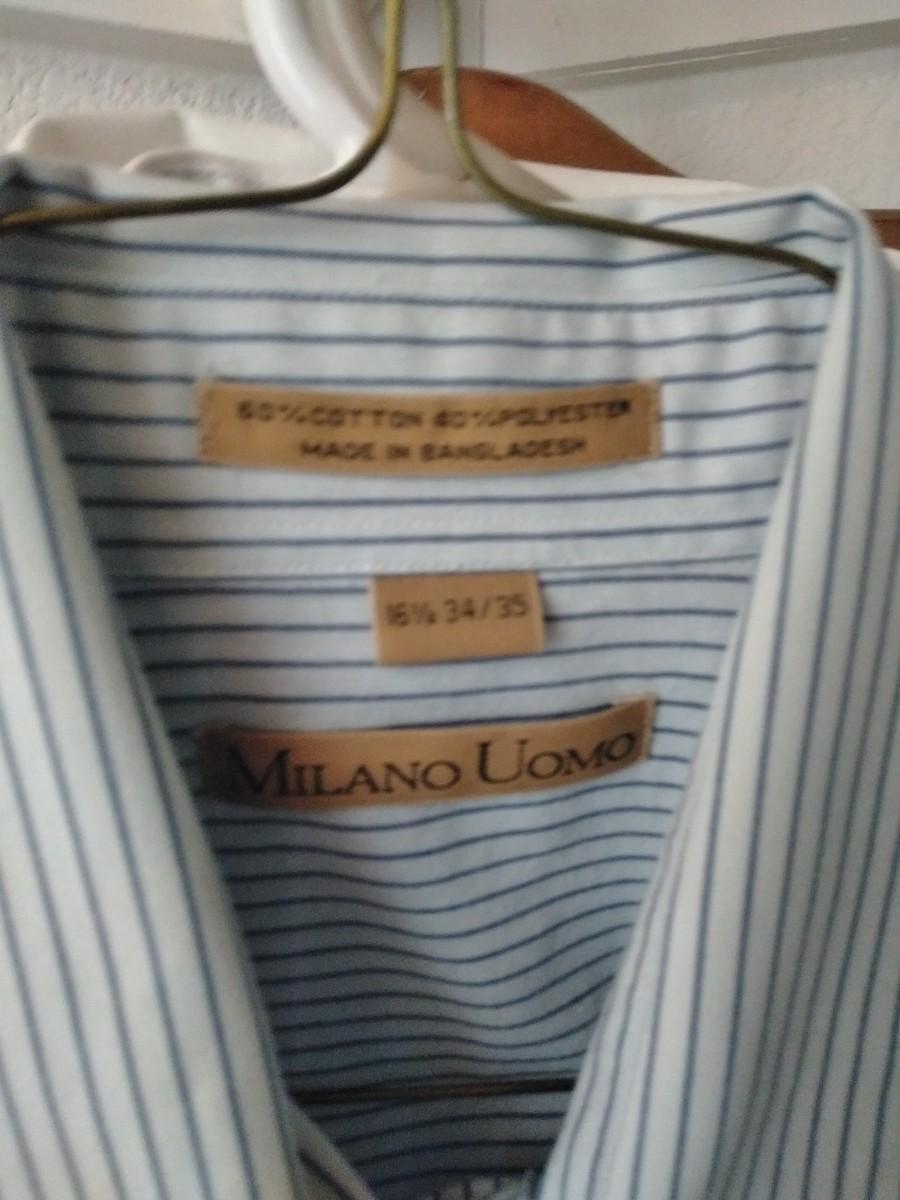 60%COTTON 40%POLYESTER
MADE IN BANGLADESH
16½ 34/35
MILANO UOMO